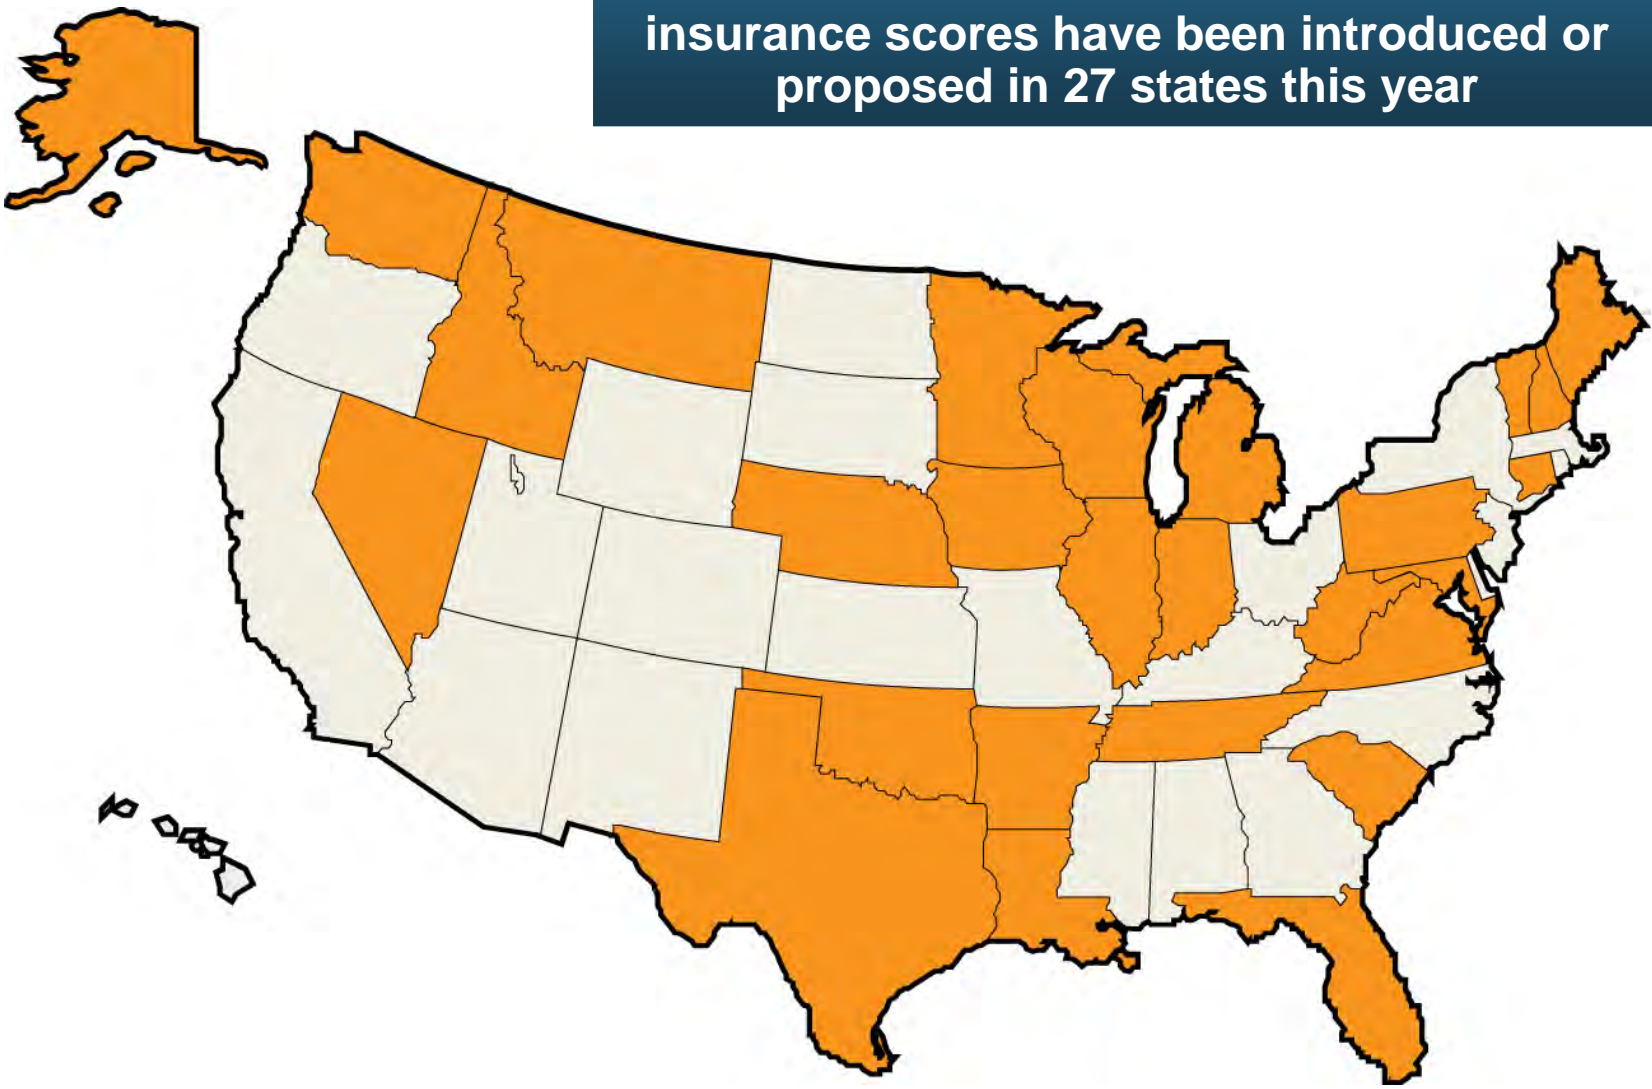 insurance scores have been introduced or
proposed in 27 states this year